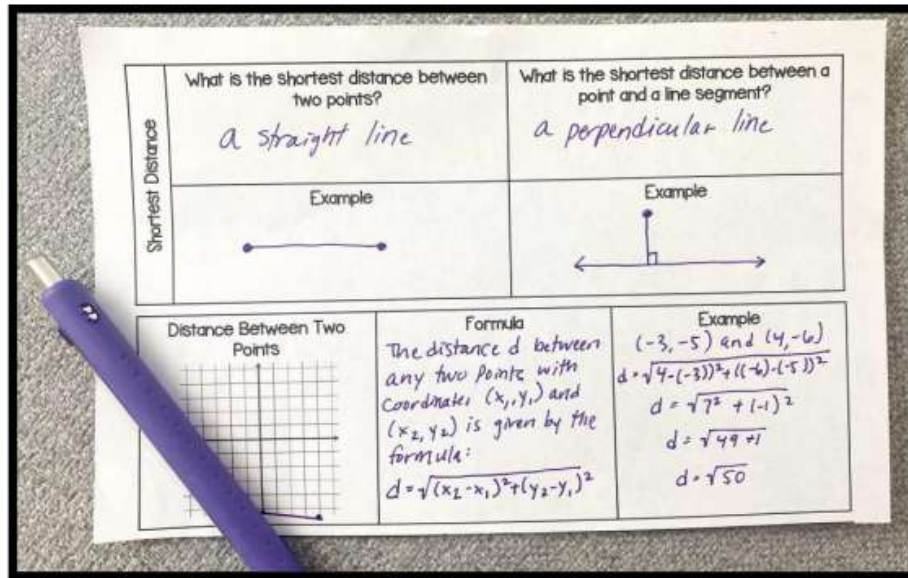 Shortest Distance
What is the shortest distance between
two points?
a straight line
Example
What is the shortest distance between a
point and a line segment?
a perpendicular line
Example
Distance Between Two
Points
Formula
The distance d between
any two points with
coordinates (x₁, y₁) and
(x₂, y₂) is given by the
formula:
d = √(x₂-x₁)²+(y₂-y₁)²
Example
(-3, -5) and (4, -6)
d = √4-(-3))²+((-6)-(-5))²
d = √7² + (-1)²
d = √49 +1
d = √50